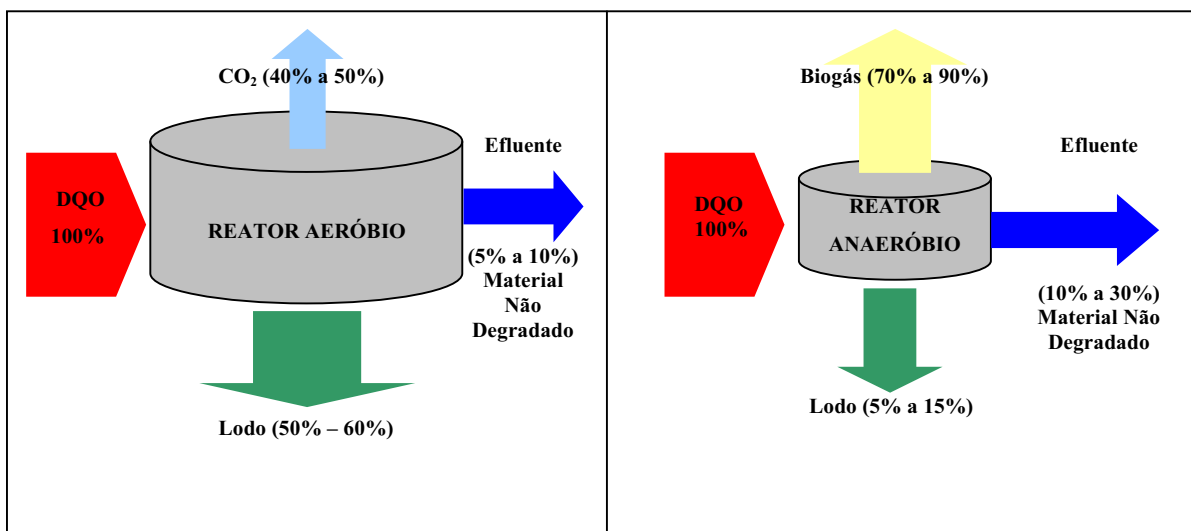 CO₂ (40% a 50%)
DQO
100%
REATOR AERÓBIO
Efluente
(5% a 10%)
Material
Não
Degradado
Lodo (50% – 60%)
Biogás (70% a 90%)
DQO
100%
REATOR
ANAERÓBIO
Efluente
(10% a 30%)
Material Não
Degradado
Lodo (5% a 15%)